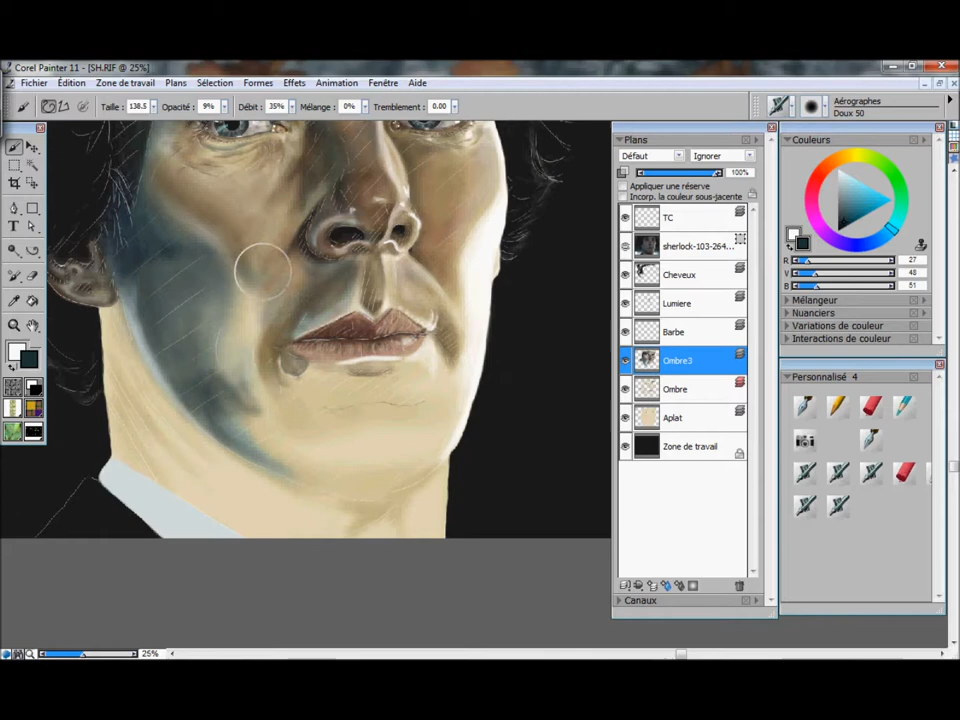 Corel Painter 11 - [SH.RIF @ 25%]
Fichier Édition Zone de travail Plans Sélection Formes Effets Animation Fenêtre Aide
Taille : 138.5 Opacité : 9% Débit : 35% Mélange : 0% Tremblement : 0.00
Aérographes
Doux 50
Plans
Défaut Ignorer
100%
Appliquer une réserve
Incorp. la couleur sous-jacente
TC
sherlock-103-264...
Cheveux
Lumiere
Barbe
Ombre3
Ombre
Aplat
Zone de travail
Canaux
Couleurs
R 27
V 48
B 51
Mélangeur
Nuanciers
Variations de couleur
Interactions de couleur
Personnalisé 4
T
25%